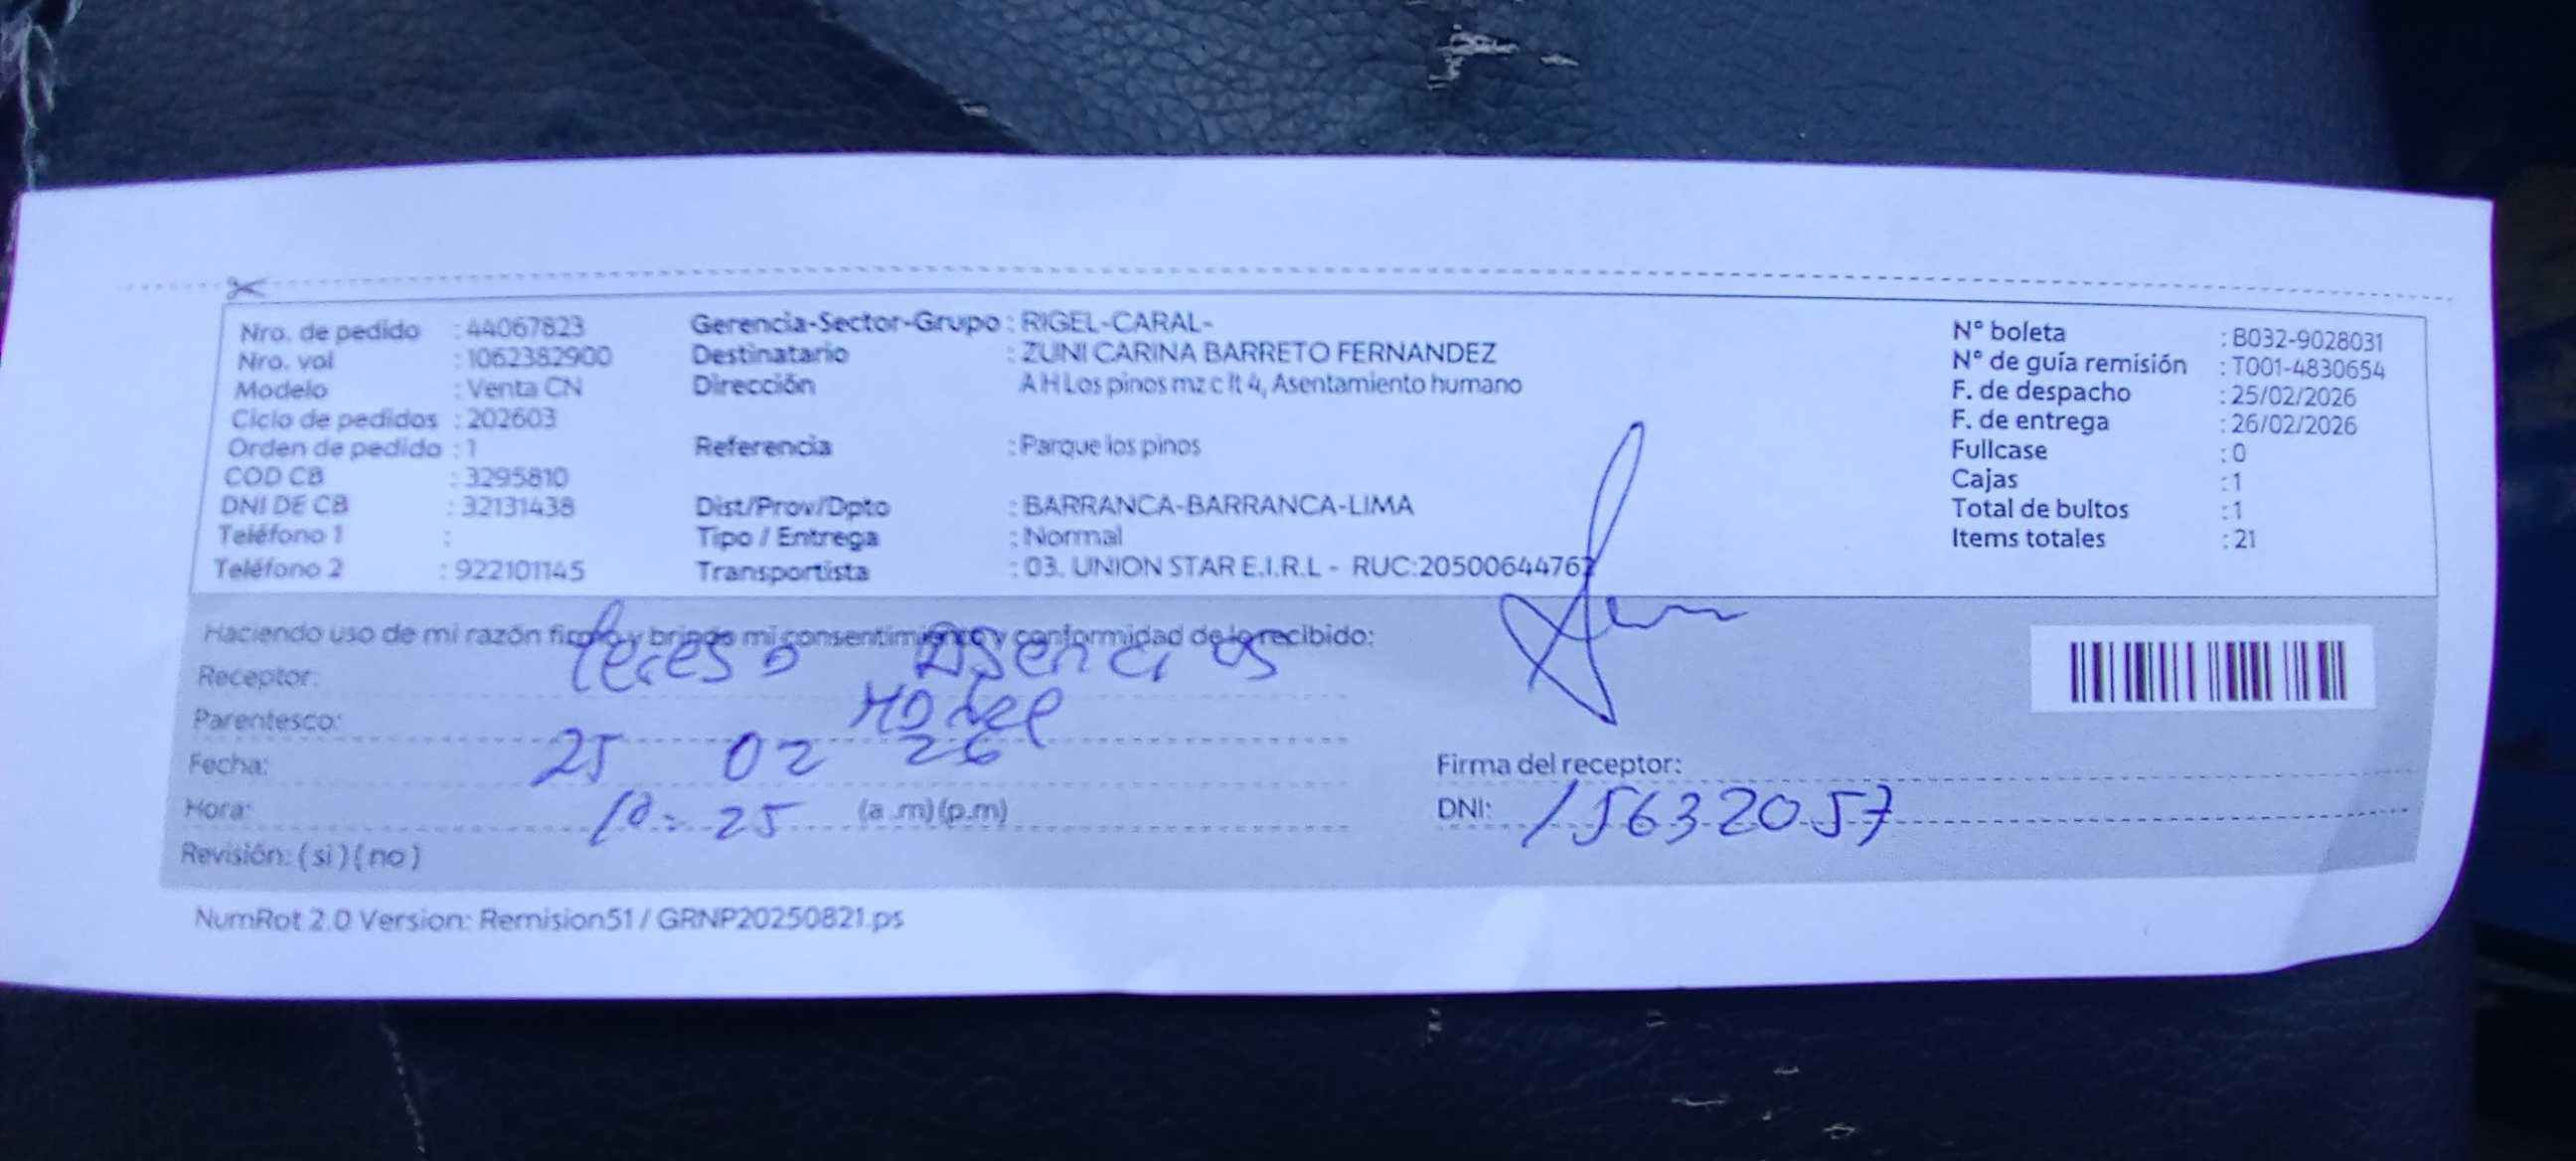 Nro. de pedido : 44067823
Nro. vol : 1062382900
Modelo : Venta CN
Ciclo de pedidos : 202603
Orden de pedido : 1
COD CB : 3295810
DNI DE CB : 32131438
Teléfono 1 :
Teléfono 2 : 922101145
Gerencia-Sector-Grupo : RIGEL-CARAL-
Destinatario : ZUNI CARINA BARRETO FERNANDEZ
Dirección A H Los pinos mz c lt 4, Asentamiento humano
Referencia : Parque los pinos
Dist/Prov/Dpto : BARRANCA-BARRANCA-LIMA
Tipo / Entrega : Normal
Transportista : 03. UNION STAR E.I.R.L - RUC:20500644762
N° boleta : B032-9028031
N° de guía remisión : T001-4830654
F. de despacho : 25/02/2026
F. de entrega : 26/02/2026
Fullcase : 0
Cajas : 1
Total de bultos : 1
Items totales : 21
Haciendo uso de mi razón firmo y brindo mi consentimiento y conformidad de lo recibido:
Receptor: Asencios
Parentesco:
Fecha: 25 02 26
Hora: 10:25 (a .m) (p.m)
Revisión: ( si ) ( no )
Firma del receptor:
DNI: 15632057
NumRot 2.0 Version: Remision51 / GRNP20250821.ps